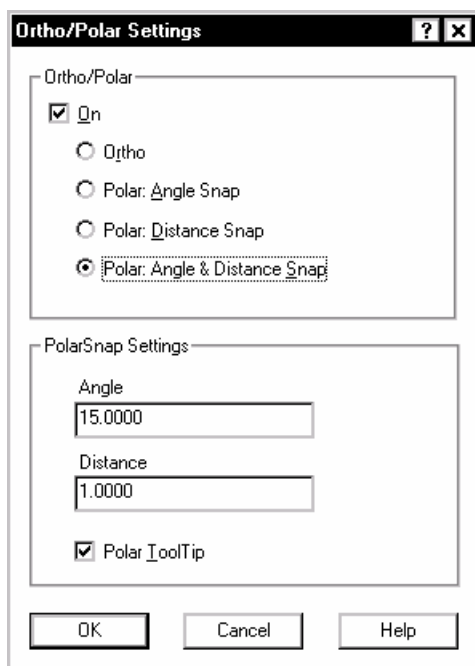 Ortho/Polar Settings ? X
Ortho/Polar
On
Ortho
Polar: Angle Snap
Polar: Distance Snap
Polar: Angle & Distance Snap
PolarSnap Settings
Angle
15.0000
Distance
1.0000
Polar ToolTip
OK Cancel Help